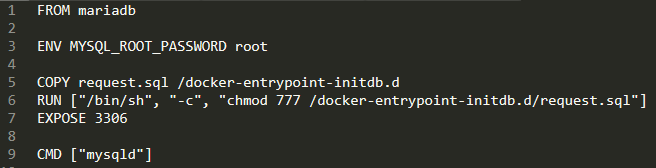 1 FROM mariadb
2
3 ENV MYSQL_ROOT_PASSWORD root
4
5 COPY request.sql /docker-entrypoint-initdb.d
6 RUN ["/bin/sh", "-c", "chmod 777 /docker-entrypoint-initdb.d/request.sql"]
7 EXPOSE 3306
8
9 CMD ["mysqld"]